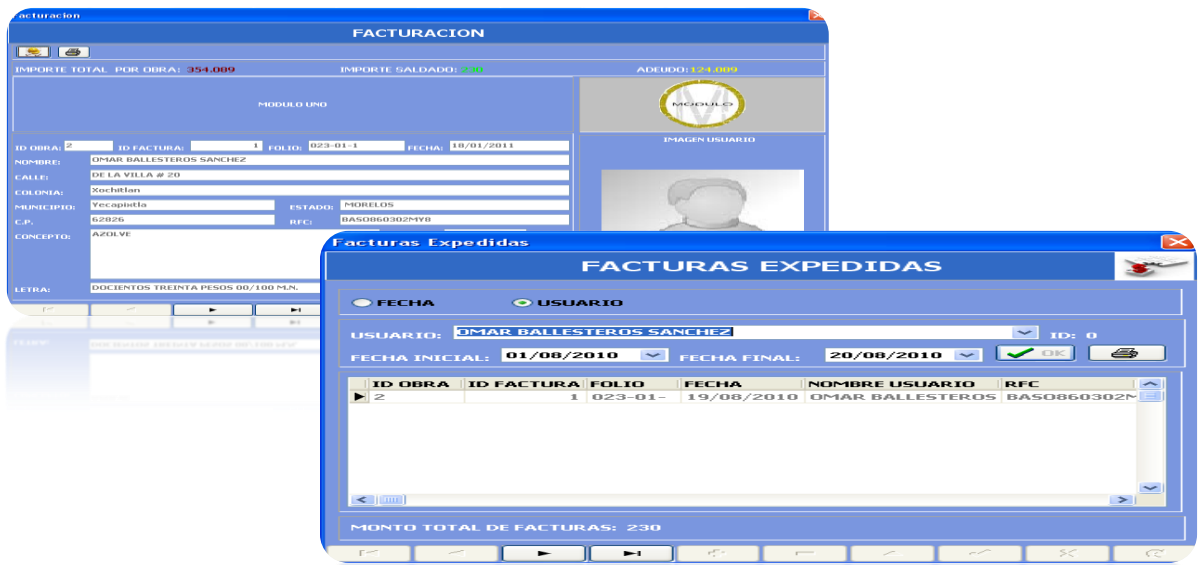 Facturacion
FACTURACION
IMPORTE TOTAL POR OBRA: 354.009 IMPORTE SALDADO: 230 ADEUDO: 124.009
MODULO UNO
MODULO
IMAGEN USUARIO
ID OBRA: 2 ID FACTURA: 1 FOLIO: 023-01-1 FECHA: 18/01/2011
NOMBRE: OMAR BALLESTEROS SANCHEZ
CALLE: DE LA VILLA # 20
COLONIA: Xochitlan
MUNICIPIO: Yecapixtla ESTADO: MORELOS
C.P. 62826 RFC: BASO860302MY8
CONCEPTO: AZOLVE
LETRA: DOCIENTOS TREINTA PESOS 00/100 M.N.
Facturas Expedidas
FACTURAS EXPEDIDAS
FECHA USUARIO
USUARIO: OMAR BALLESTEROS SANCHEZ ID: 0
FECHA INICIAL: 01/08/2010 FECHA FINAL: 20/08/2010 OK
ID OBRA ID FACTURA FOLIO FECHA NOMBRE USUARIO RFC
2 1 023-01- 19/08/2010 OMAR BALLESTEROS BASO860302M
MONTO TOTAL DE FACTURAS: 230